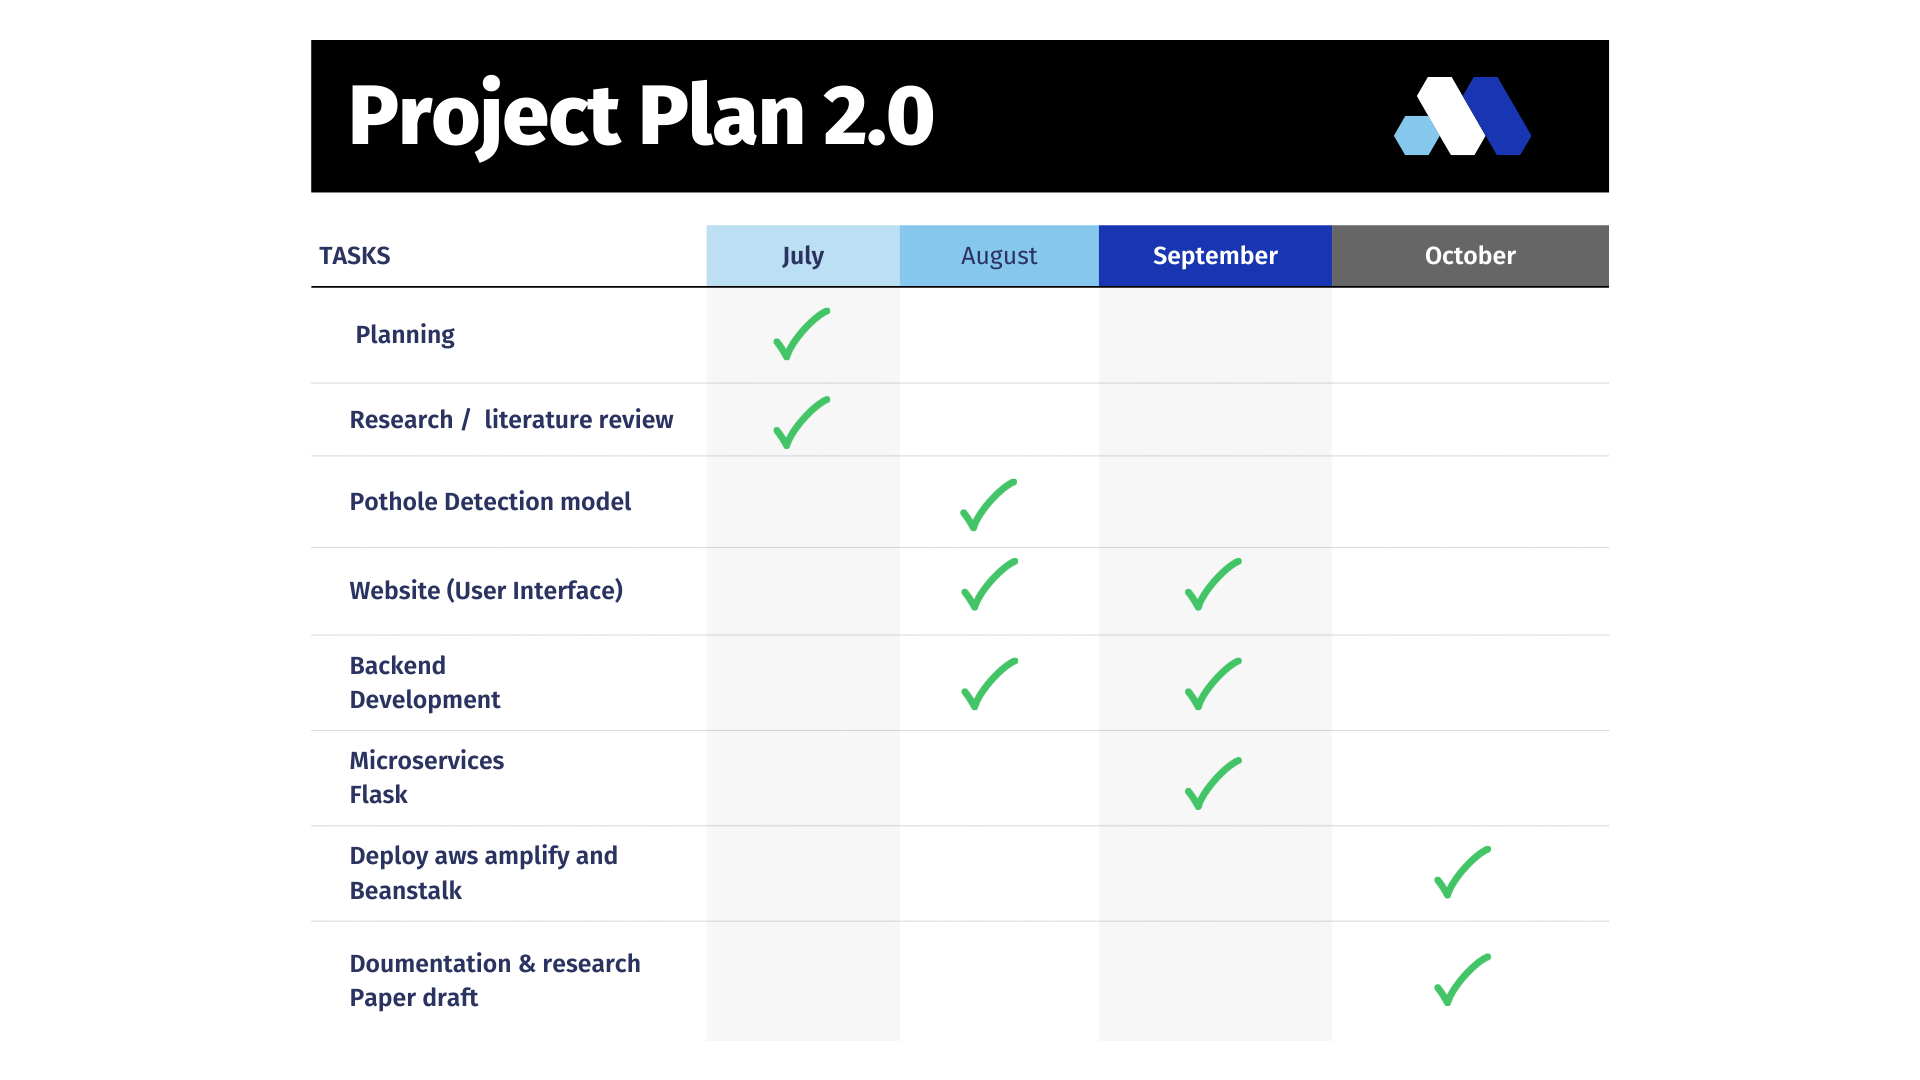 Project Plan 2.0
TASKS July August September October
Planning
Research / literature review
Pothole Detection model
Website (User Interface)
Backend
Development
Microservices
Flask
Deploy aws amplify and
Beanstalk
Doumentation & research
Paper draft